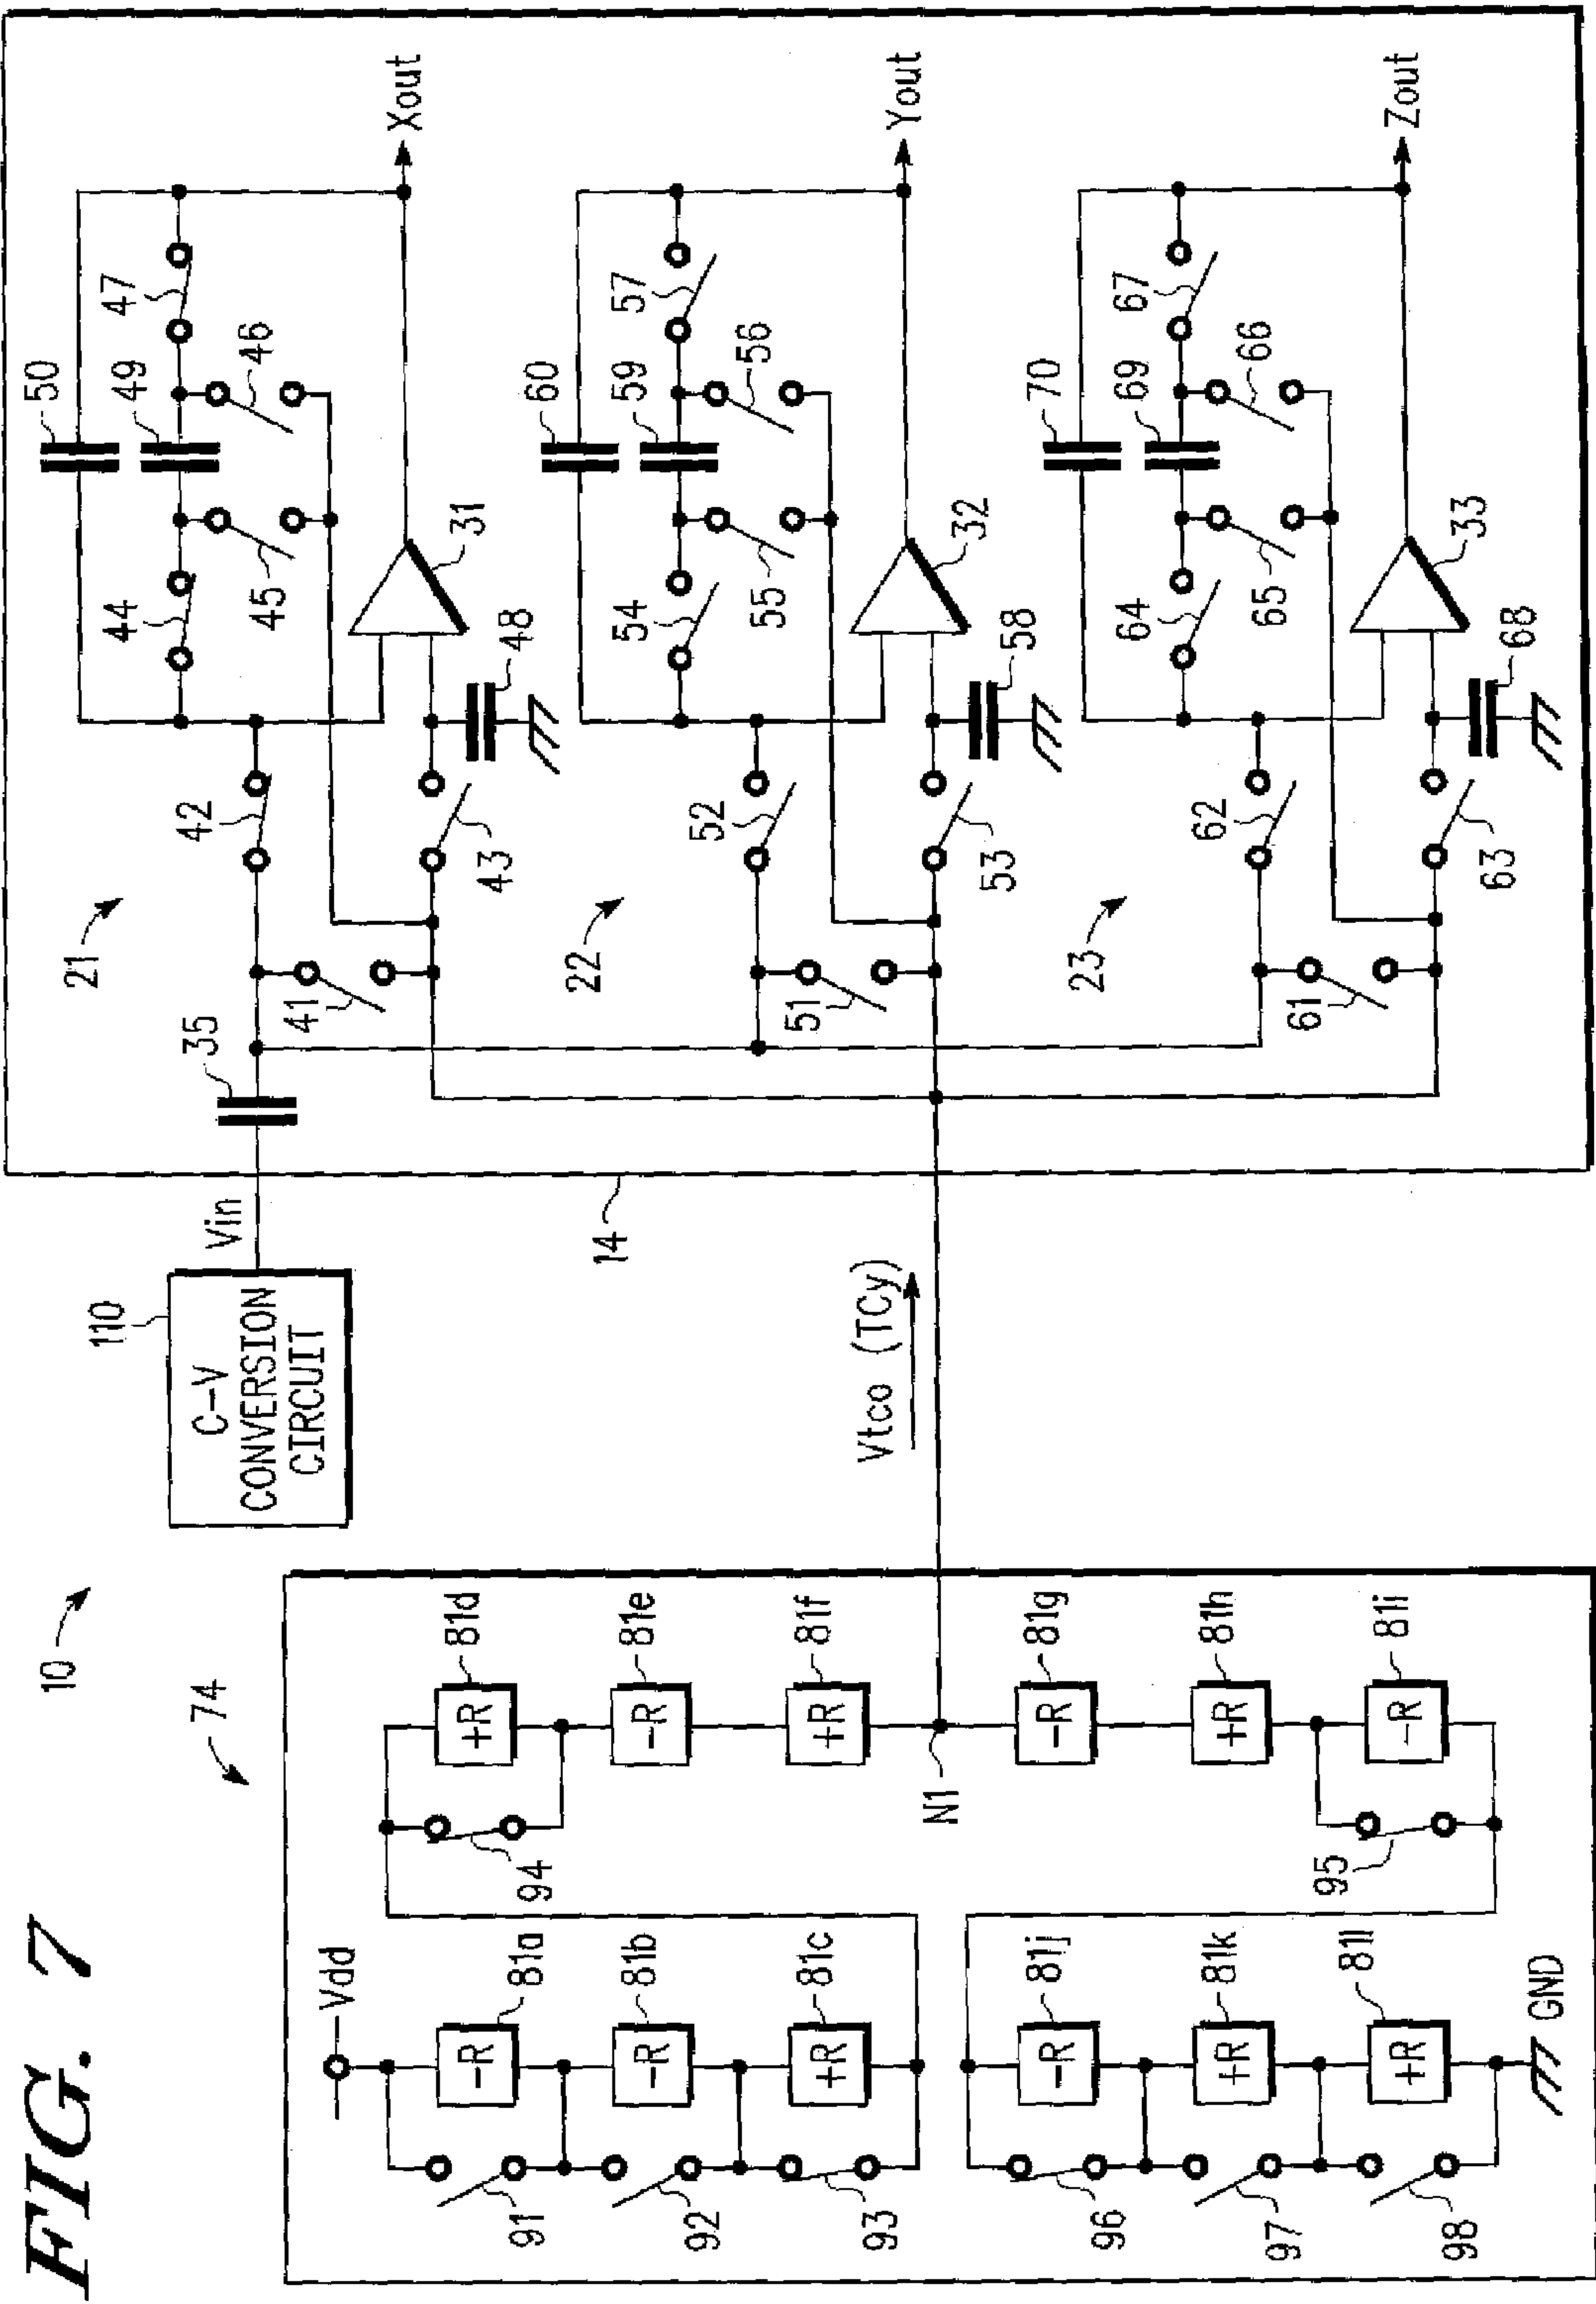 FIG. 7
10
74
Vdd
81a
81b
81c
-R
-R
+R
91
92
93
81d
81e
81f
+R
-R
+R
94
N1
81g
81h
81i
-R
+R
-R
95
81j
81k
81l
-R
+R
+R
96
97
98
GND
110
C-V
CONVERSION
CIRCUIT
Vin
Vtco (TCy)
14
35
21
41
42
43
44
45
46
47
48
49
50
31
Xout
22
51
52
53
54
55
56
57
58
59
60
32
Yout
23
61
62
63
64
65
66
67
68
69
70
33
Zout